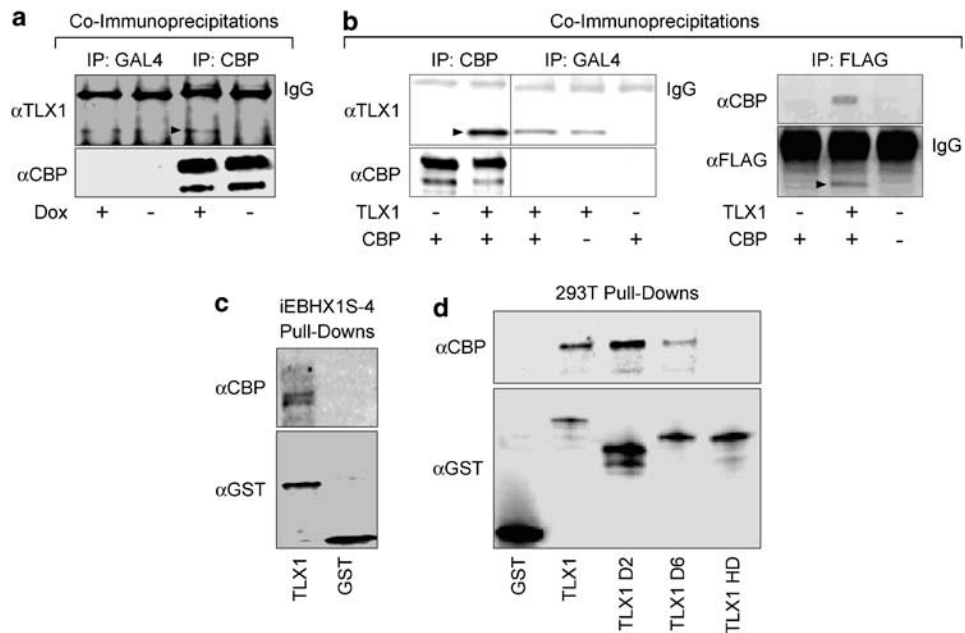 a
Co-Immunoprecipitations
IP: GAL4 IP: CBP
αTLX1
IgG
αCBP
Dox + - + -
b
Co-Immunoprecipitations
IP: CBP IP: GAL4
αTLX1
IgG
αCBP
TLX1 - + + + -
CBP + + + - +
IP: FLAG
αCBP
αFLAG
IgG
TLX1 - + -
CBP + + -
c
iEBHX1S-4
Pull-Downs
αCBP
αGST
TLX1
GST
d
293T Pull-Downs
αCBP
αGST
GST
TLX1
TLX1 D2
TLX1 D6
TLX1 HD